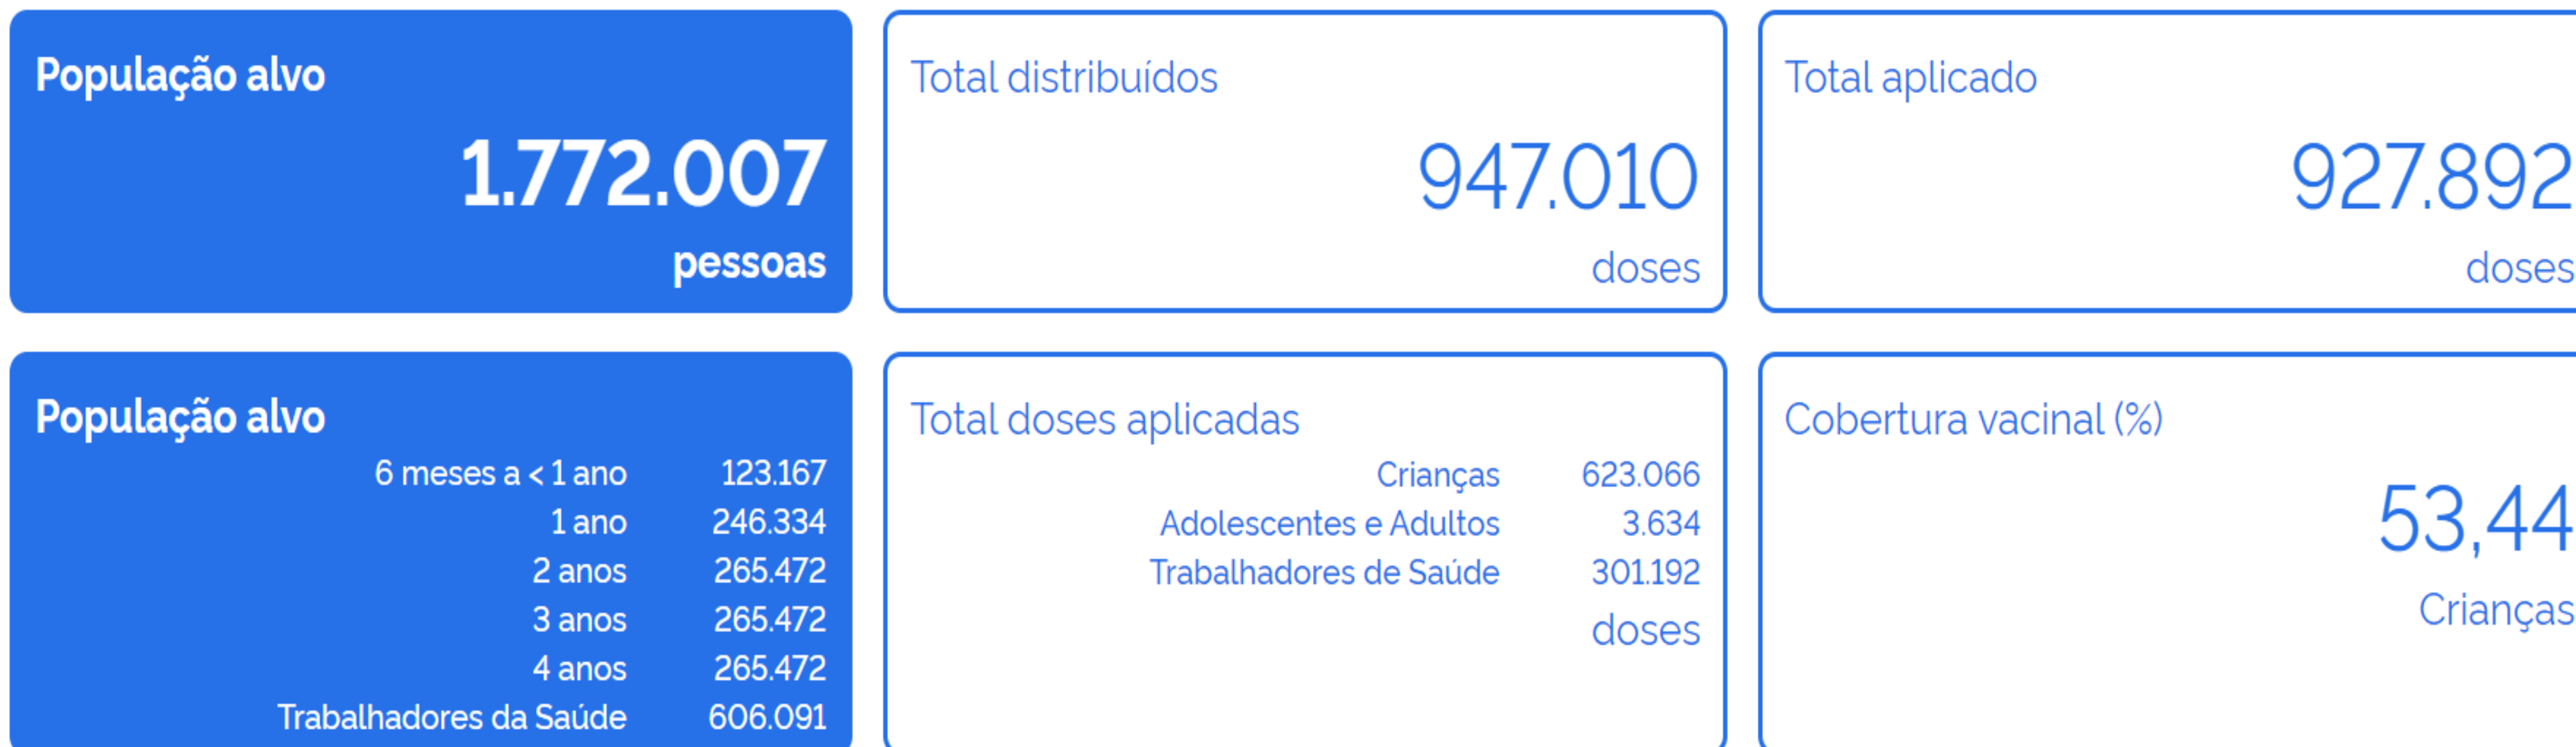 População alvo
1.772.007
pessoas
Total distribuídos
947.010
doses
Total aplicado
927.892
doses
População alvo
6 meses a < 1 ano 123.167
1 ano 246.334
2 anos 265.472
3 anos 265.472
4 anos 265.472
Trabalhadores da Saúde 606.091
Total doses aplicadas
Crianças 623.066
Adolescentes e Adultos 3.634
Trabalhadores de Saúde 301.192
doses
Cobertura vacinal (%)
53,44
Crianças